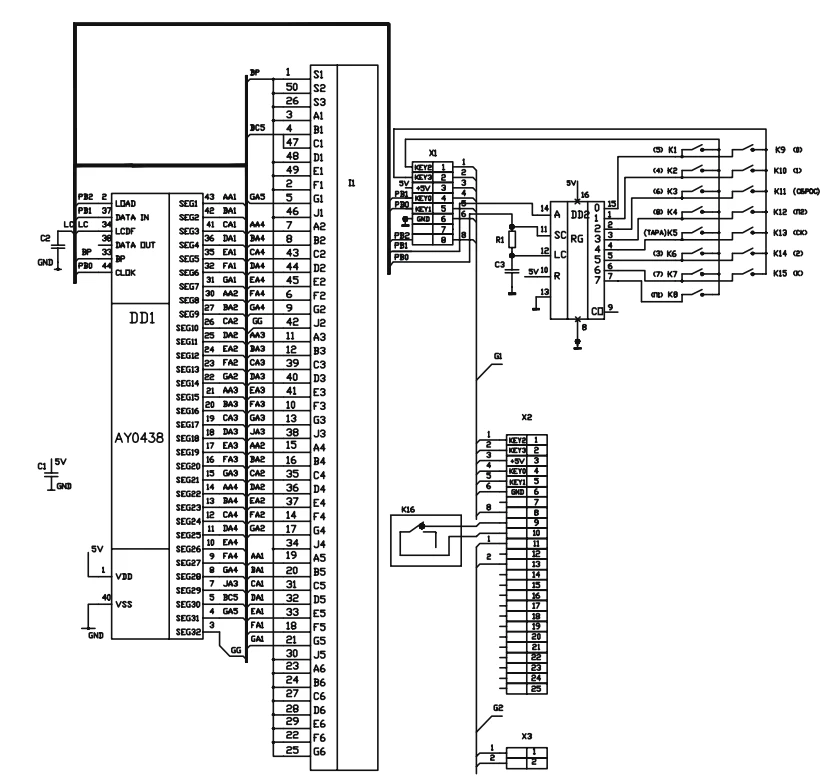 BP 1 S1
50 S2
26 S3
3 A1
BC5 4 B1
47 C1
48 D1
49 E1
2 F1
GA5 5 G1
46 J1
AA4 7 A2
BA4 8 B2
CA4 43 C2
DA4 44 D2
EA4 45 E2
FA4 6 F2
GA4 9 G2
GG 42 J2
AA3 11 A3
BA3 12 B3
CA3 39 C3
DA3 40 D3
EA3 41 E3
FA3 10 F3
GA3 13 G3
JA3 38 J3
AA2 15 A4
BA2 16 B4
CA2 35 C4
DA2 36 D4
EA2 37 E4
FA2 14 F4
GA2 17 G4
34 J4
AA1 19 A5
BA1 20 B5
CA1 31 C5
DA1 32 D5
EA1 33 E5
FA1 18 F5
GA1 21 G5
30 J5
23 A6
24 B6
27 C6
28 D6
29 E6
22 F6
25 G6
I1
PB2 2 LOAD
PB1 37 DATA IN
LC LC 34 LCDF
38 DATA OUT
BP 33 BP
PB0 44 CLOK
C2
GND
DD1
AY0438
SEG1 43 AA1
SEG2 42 BA1
SEG3 41 CA1
SEG4 36 DA1
SEG5 35 EA1
SEG6 32 FA1
SEG7 31 GA1
SEG8 30 AA2
SEG9 27 BA2
SEG10 26 CA2
SEG11 25 DA2
SEG12 24 EA2
SEG13 23 FA2
SEG14 22 GA2
SEG15 21 AA3
SEG16 20 BA3
SEG17 19 CA3
SEG18 18 DA3
SEG19 17 EA3
SEG20 16 FA3
SEG21 15 GA3
SEG22 14 AA4
SEG23 13 BA4
SEG24 12 CA4
SEG25 11 DA4
SEG26 10 EA4
SEG27 9 FA4
SEG28 8 GA4
SEG29 7 JA3
SEG30 5 BC5
SEG31 4 GA5
SEG32 3
GG
C1 5V
GND
5V
1 VDD
40 VSS
GND
X1
KEY2 1 1
KEY3 2 2
5V +5V 3 3
PB1 KEY0 4 4
PB0 KEY1 5 5
GND 6 6
7
PB2 8 8
PB1
PB0
R1
C3
5V
16
14 A
11 SC
12 LC
5V 10 R
13
DD2
RG
0 15
1 1
2 2
3 3
4 4
5 5
6 6
7 7
CO 9
8
(5) K1
(4) K2
(6) K3
(8) K4
(ТАРА)K5
(3) K6
(7) K7
K8
K9 (0)
K10 (1)
K11 (СБРОС)
K12
K13
K14 (2)
K15
G1
X2
1 KEY2 1
2 KEY3 2
3 +5V 3
4 KEY0 4
5 KEY1 5
6 GND 6
7
8 8
9
10
1 11
12
2 13
14
15
16
17
18
19
20
21
22
23
24
25
K16
G2
X3
1 1
2 2